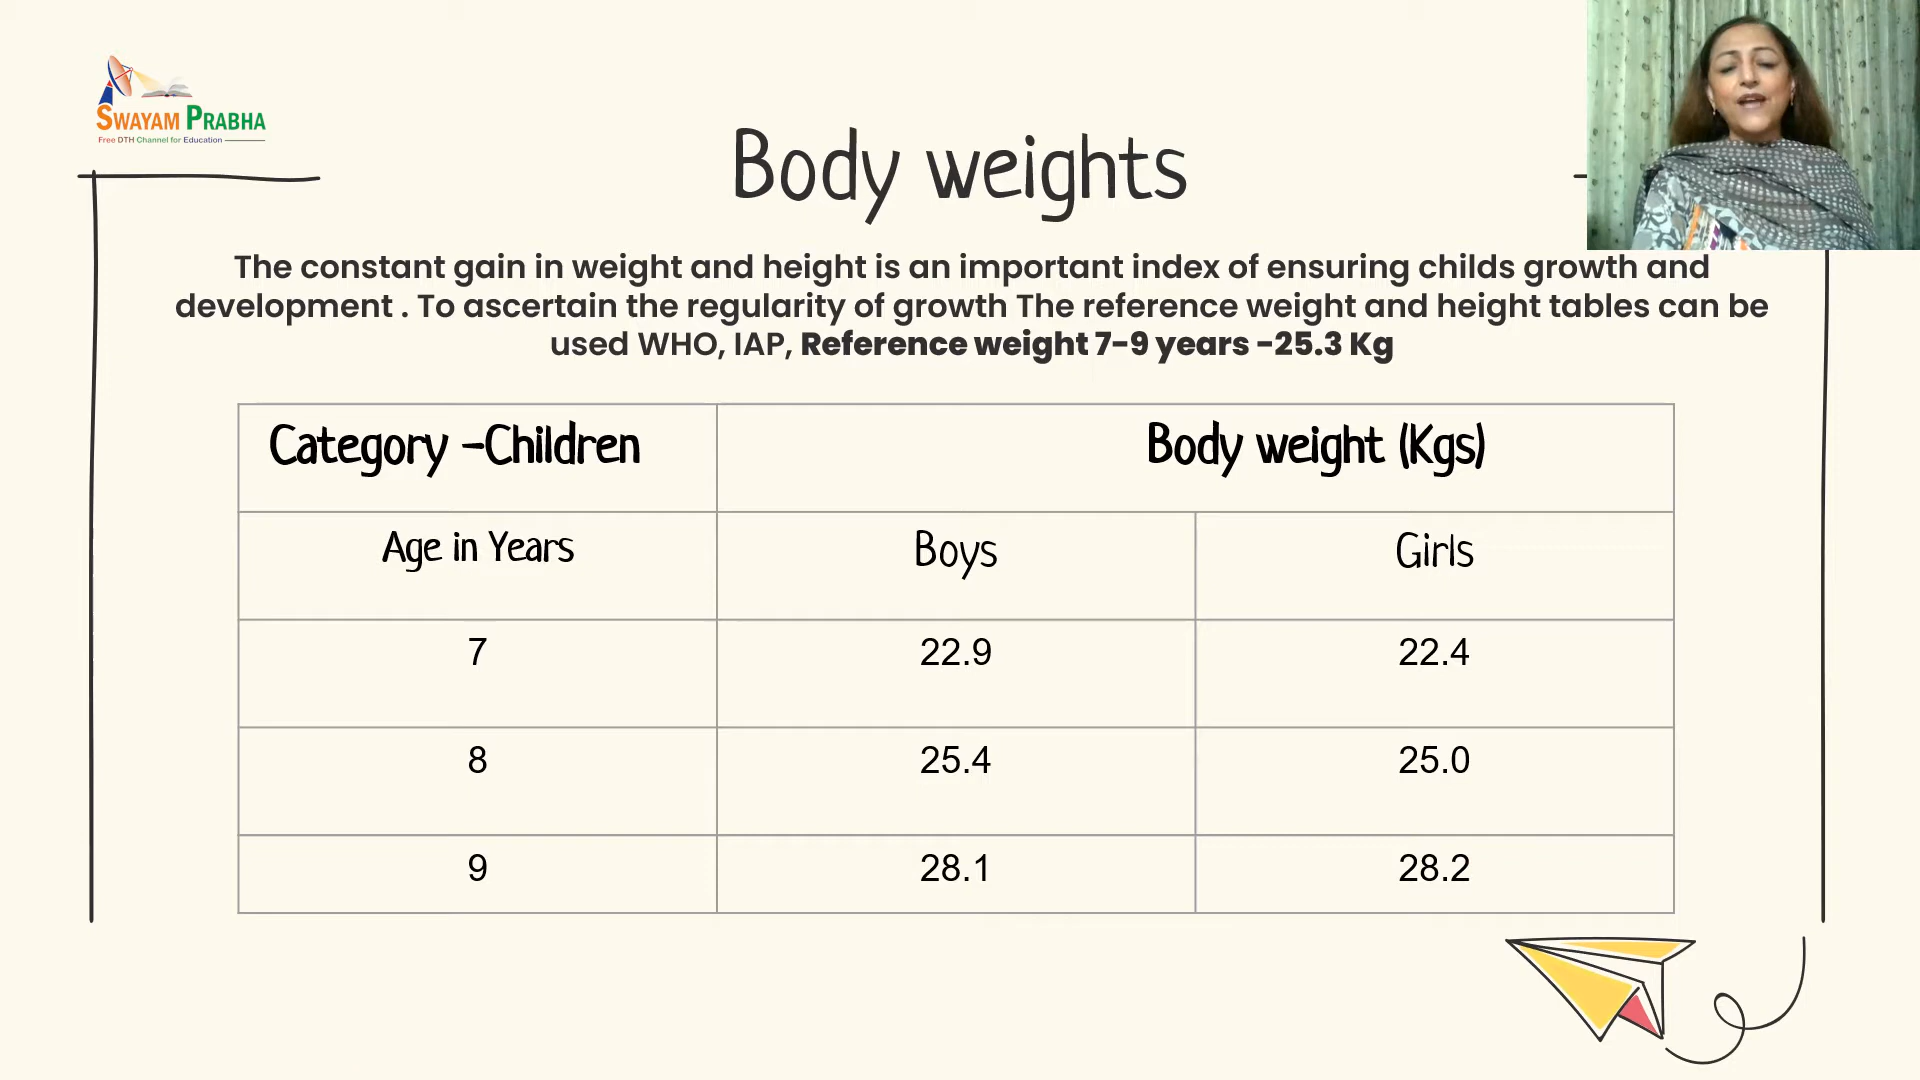 SWAYAM PRABHA
Free DTH Channel for Education
Body weights
The constant gain in weight and height is an important index of ensuring childs growth and
development . To ascertain the regularity of growth The reference weight and height tables can be
used WHO, IAP, Reference weight 7-9 years -25.3 Kg
Category -Children Body weight (Kgs)
Age in Years Boys Girls
7 22.9 22.4
8 25.4 25.0
9 28.1 28.2